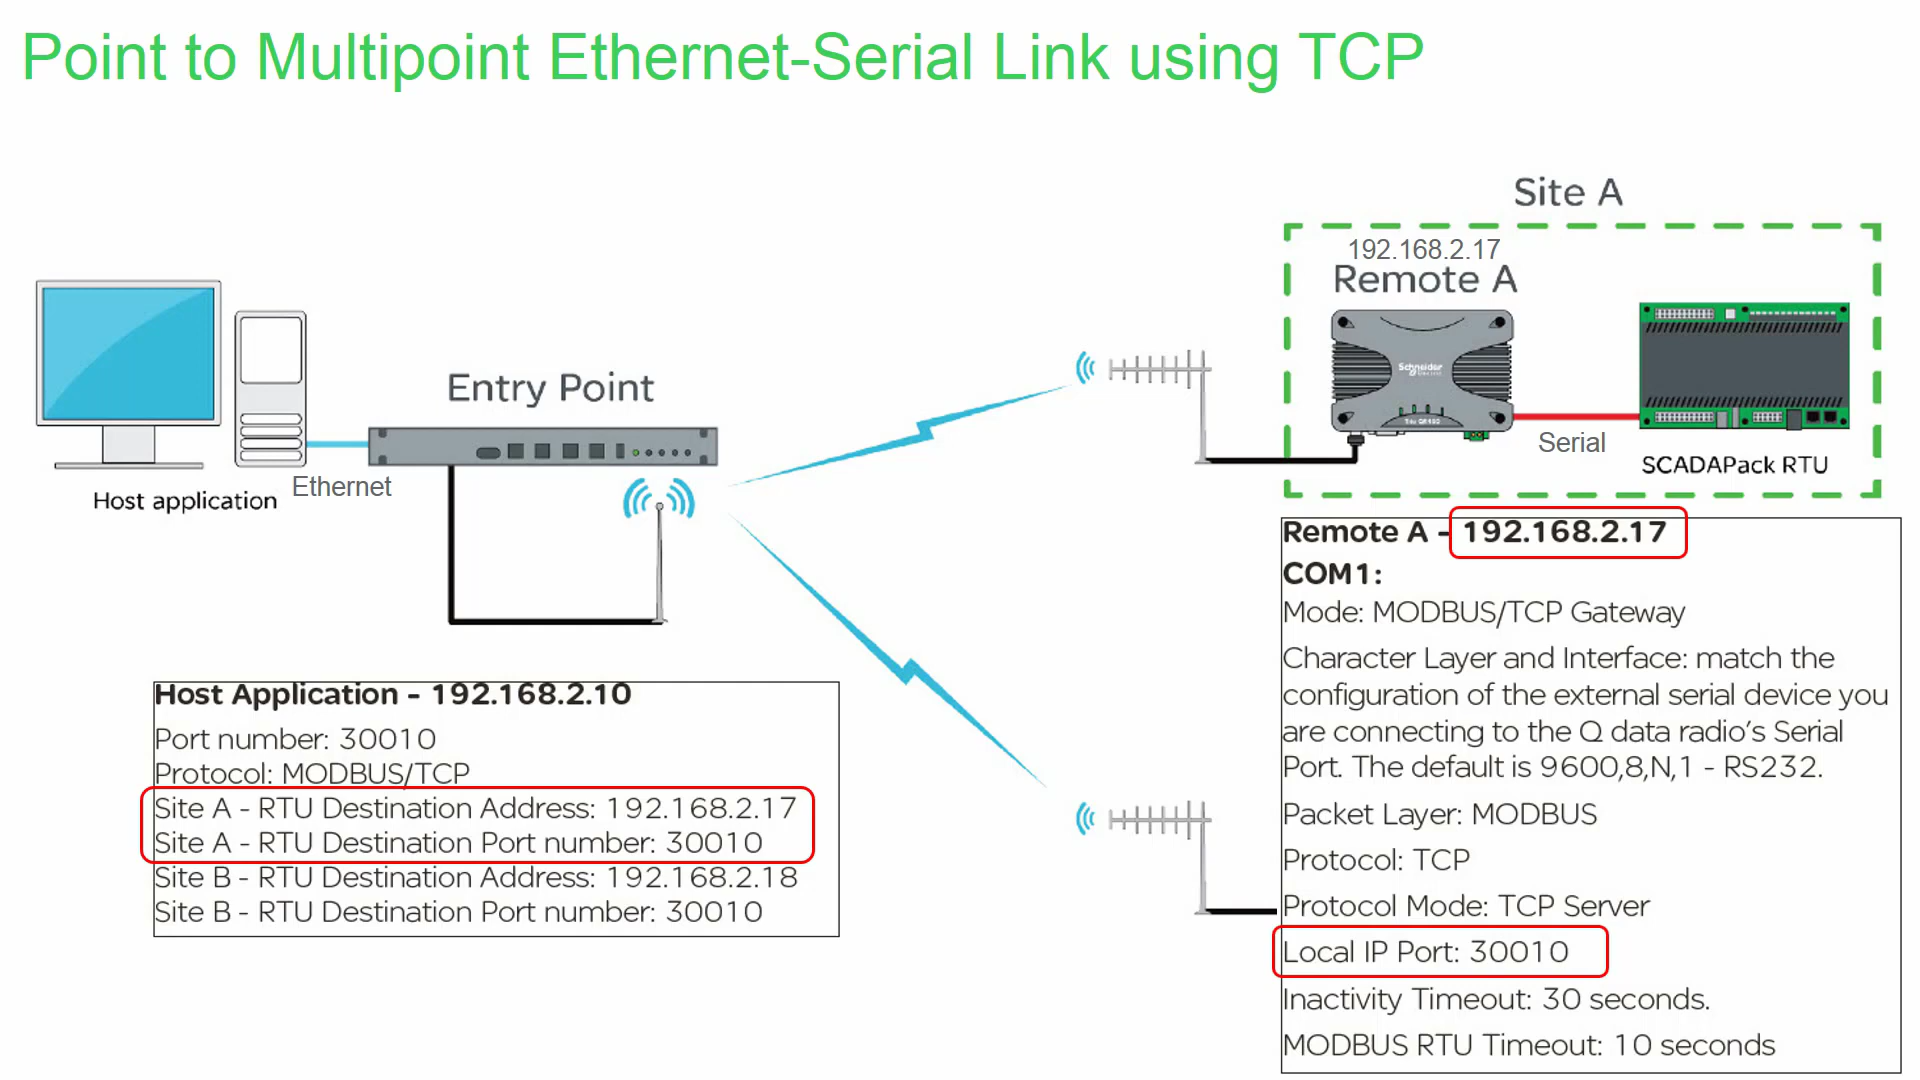 Point to Multipoint Ethernet-Serial Link using TCP
Site A
192.168.2.17
Remote A
Schneider
Entry Point
Serial
SCADAPack RTU
Ethernet
Host application
Host Application - 192.168.2.10
Port number: 30010
Protocol: MODBUS/TCP
Site A - RTU Destination Address: 192.168.2.17
Site A - RTU Destination Port number: 30010
Site B - RTU Destination Address: 192.168.2.18
Site B - RTU Destination Port number: 30010
Remote A - 192.168.2.17
COM1:
Mode: MODBUS/TCP Gateway
Character Layer and Interface: match the
configuration of the external serial device you
are connecting to the Q data radio's Serial
Port. The default is 9600,8,N,1 - RS232.
Packet Layer: MODBUS
Protocol: TCP
Protocol Mode: TCP Server
Local IP Port: 30010
Inactivity Timeout: 30 seconds.
MODBUS RTU Timeout: 10 seconds